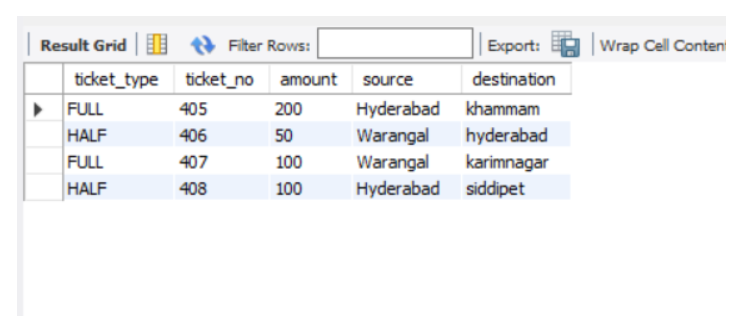 Result Grid Filter Rows: Export: Wrap Cell Conten
ticket_type ticket_no amount source destination
FULL 405 200 Hyderabad khammam
HALF 406 50 Warangal hyderabad
FULL 407 100 Warangal karimnagar
HALF 408 100 Hyderabad siddipet